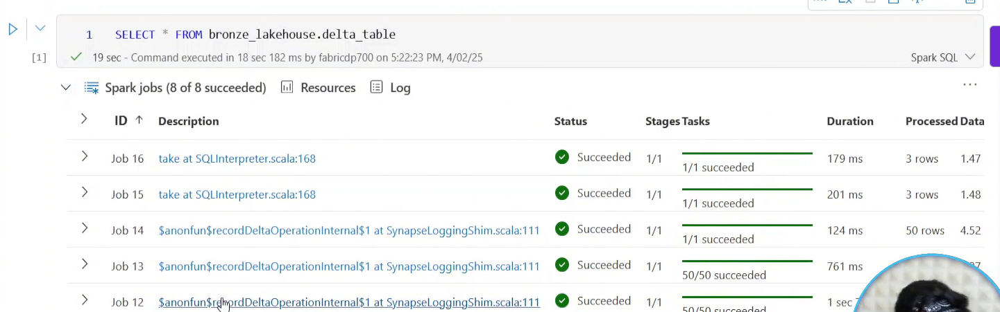 1 SELECT * FROM bronze_lakehouse.delta_table
[1] 19 sec - Command executed in 18 sec 182 ms by fabricdp700 on 5:22:23 PM, 4/02/25 Spark SQL
Spark jobs (8 of 8 succeeded) Resources Log
ID ↑ Description Status Stages Tasks Duration Processed Data
Job 16 take at SQLInterpreter.scala:168 Succeeded 1/1 1/1 succeeded 179 ms 3 rows 1.47
Job 15 take at SQLInterpreter.scala:168 Succeeded 1/1 1/1 succeeded 201 ms 3 rows 1.48
Job 14 $anonfun$recordDeltaOperationInternal$1 at SynapseLoggingShim.scala:111 Succeeded 1/1 1/1 succeeded 124 ms 50 rows 4.52
Job 13 $anonfun$recordDeltaOperationInternal$1 at SynapseLoggingShim.scala:111 Succeeded 1/1 50/50 succeeded 761 ms
Job 12 $anonfun$recordDeltaOperationInternal$1 at SynapseLoggingShim.scala:111 Succeeded 1/1 50/50 succeeded 1 sec